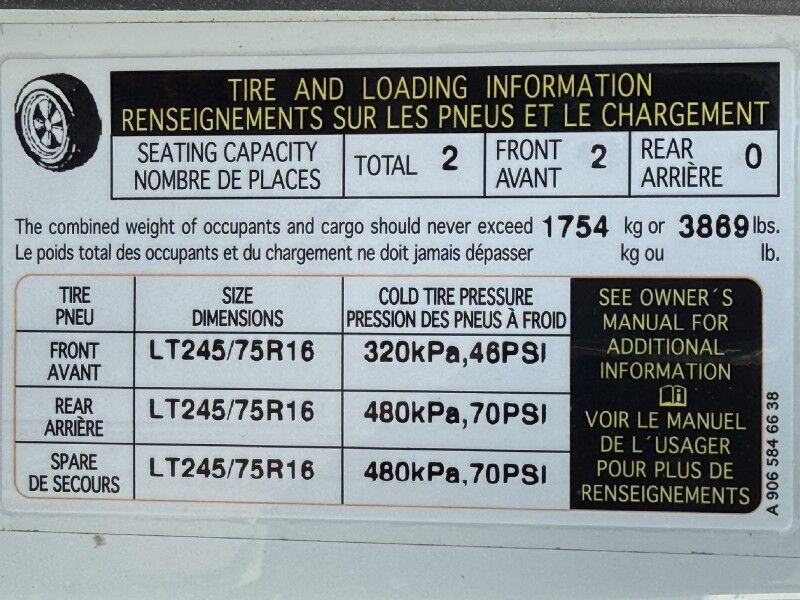 TIRE AND LOADING INFORMATION
RENSEIGNEMENTS SUR LES PNEUS ET LE CHARGEMENT
SEATING CAPACITY
NOMBRE DE PLACES
TOTAL 2
FRONT
AVANT
2
REAR
ARRIÈRE
0
The combined weight of occupants and cargo should never exceed 1754 kg or 3869 lbs.
Le poids total des occupants et du chargement ne doit jamais dépasser kg ou lb.
TIRE
PNEU
SIZE
DIMENSIONS
COLD TIRE PRESSURE
PRESSION DES PNEUS À FROID
FRONT
AVANT
LT245/75R16
320kPa,46PSI
REAR
ARRIÈRE
LT245/75R16
480kPa,70PSI
SPARE
DE SECOURS
LT245/75R16
480kPa,70PSI
SEE OWNER´S
MANUAL FOR
ADDITIONAL
INFORMATION
VOIR LE MANUEL
DE L´USAGER
POUR PLUS DE
RENSEIGNEMENTS
A 906 584 66 38